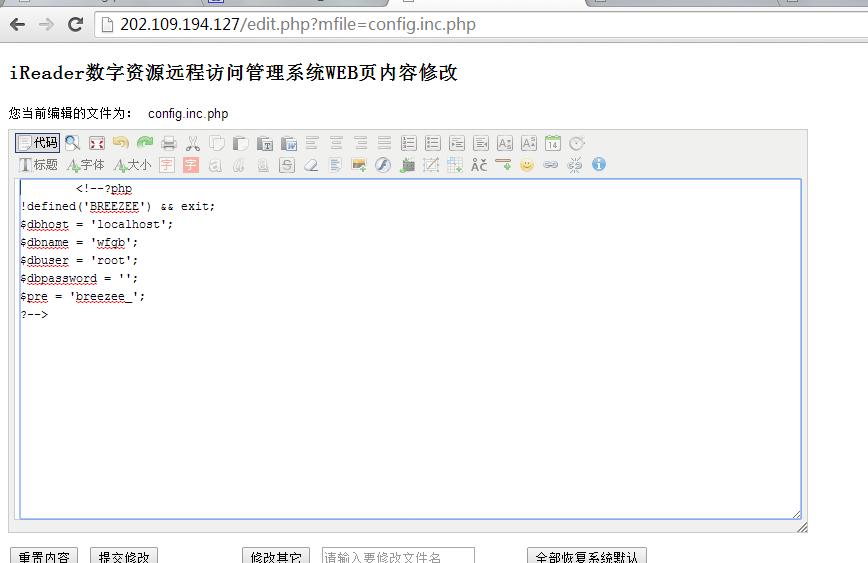 202.109.194.127/edit.php?mfile=config.inc.php
iReader数字资源远程访问管理系统WEB页内容修改
您当前编辑的文件为: config.inc.php
代码
标题 字体 大小 字 字
<!--?php
!defined('BREEZEE') && exit;
$dbhost = 'localhost';
$dbname = 'wfgb';
$dbuser = 'root';
$dbpassword = '';
$pre = 'breezee_';
?-->
重置内容 提交修改 修改其它 请输入要修改文件名 全部恢复系统默认